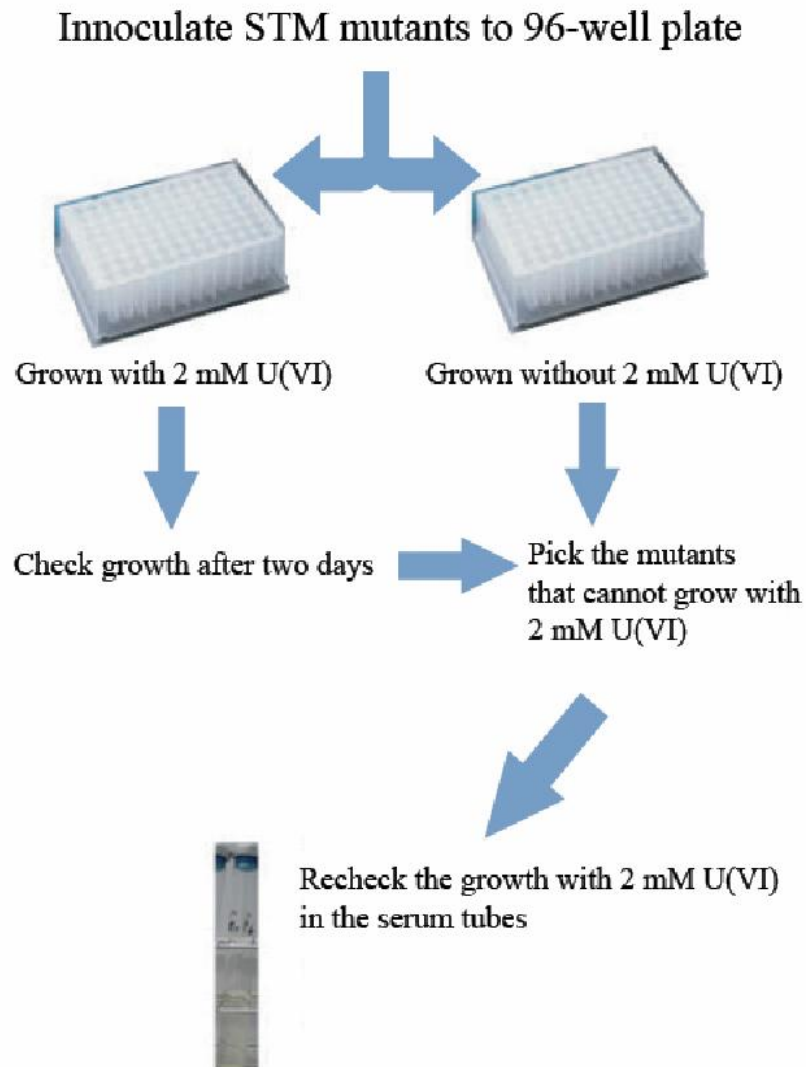 Innoculate STM mutants to 96-well plate
Grown with 2 mM U(VI)
Grown without 2 mM U(VI)
Check growth after two days
Pick the mutants
that cannot grow with
2 mM U(VI)
Recheck the growth with 2 mM U(VI)
in the serum tubes